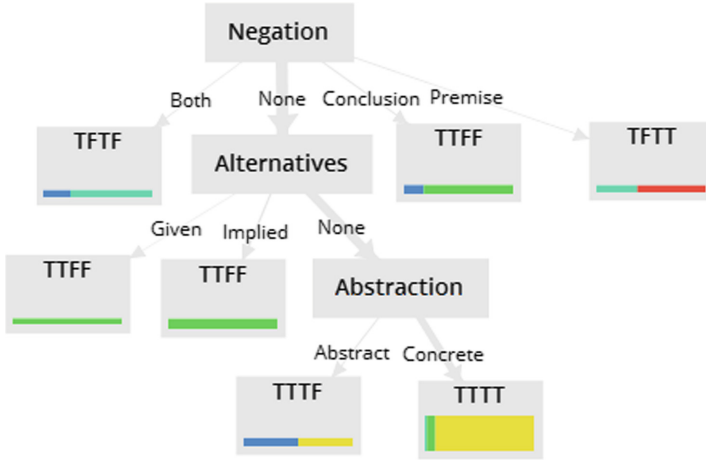 Negation
Both
None
Conclusion
Premise
TFTF
Alternatives
TTFF
TFTT
Given
Implied
None
TTFF
TTFF
Abstraction
Abstract
Concrete
TTTF
TTTT